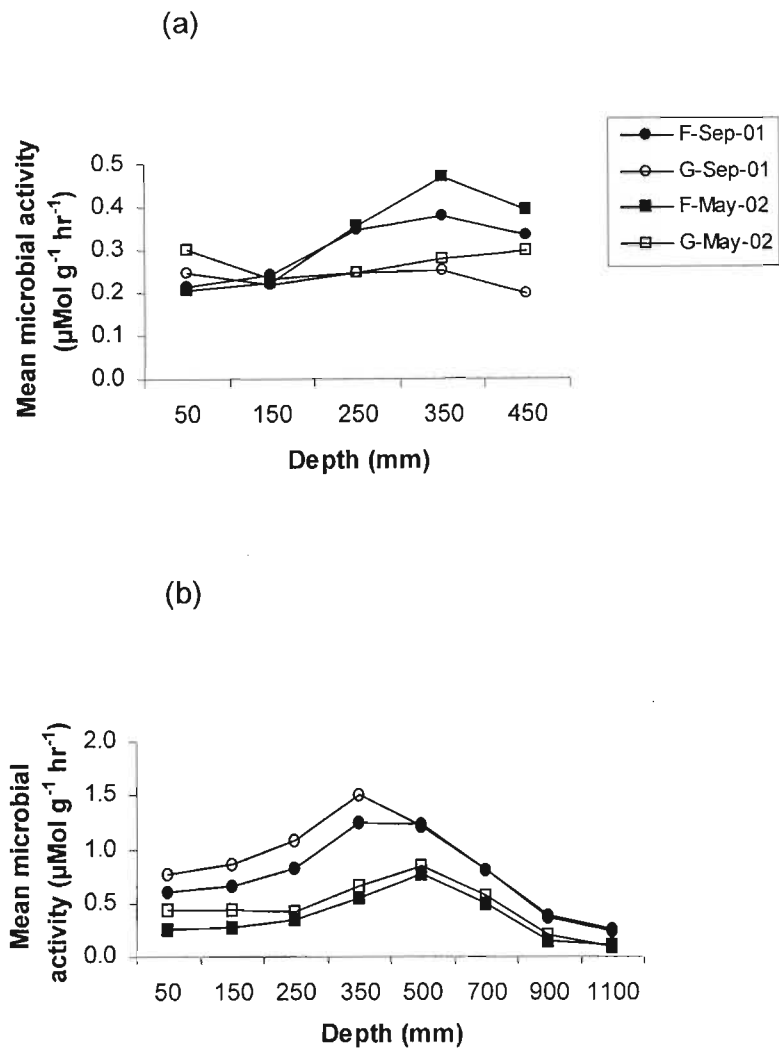 (a)
F-Sep-01
G-Sep-01
F-May-02
G-May-02
Mean microbial activity
(µMol g⁻¹ hr⁻¹)
0.5
0.4
0.3
0.2
0.1
0.0
50 150 250 350 450
Depth (mm)
(b)
Mean microbial
activity (µMol g⁻¹ hr⁻¹)
2.0
1.5
1.0
0.5
0.0
50 150 250 350 500 700 900 1100
Depth (mm)